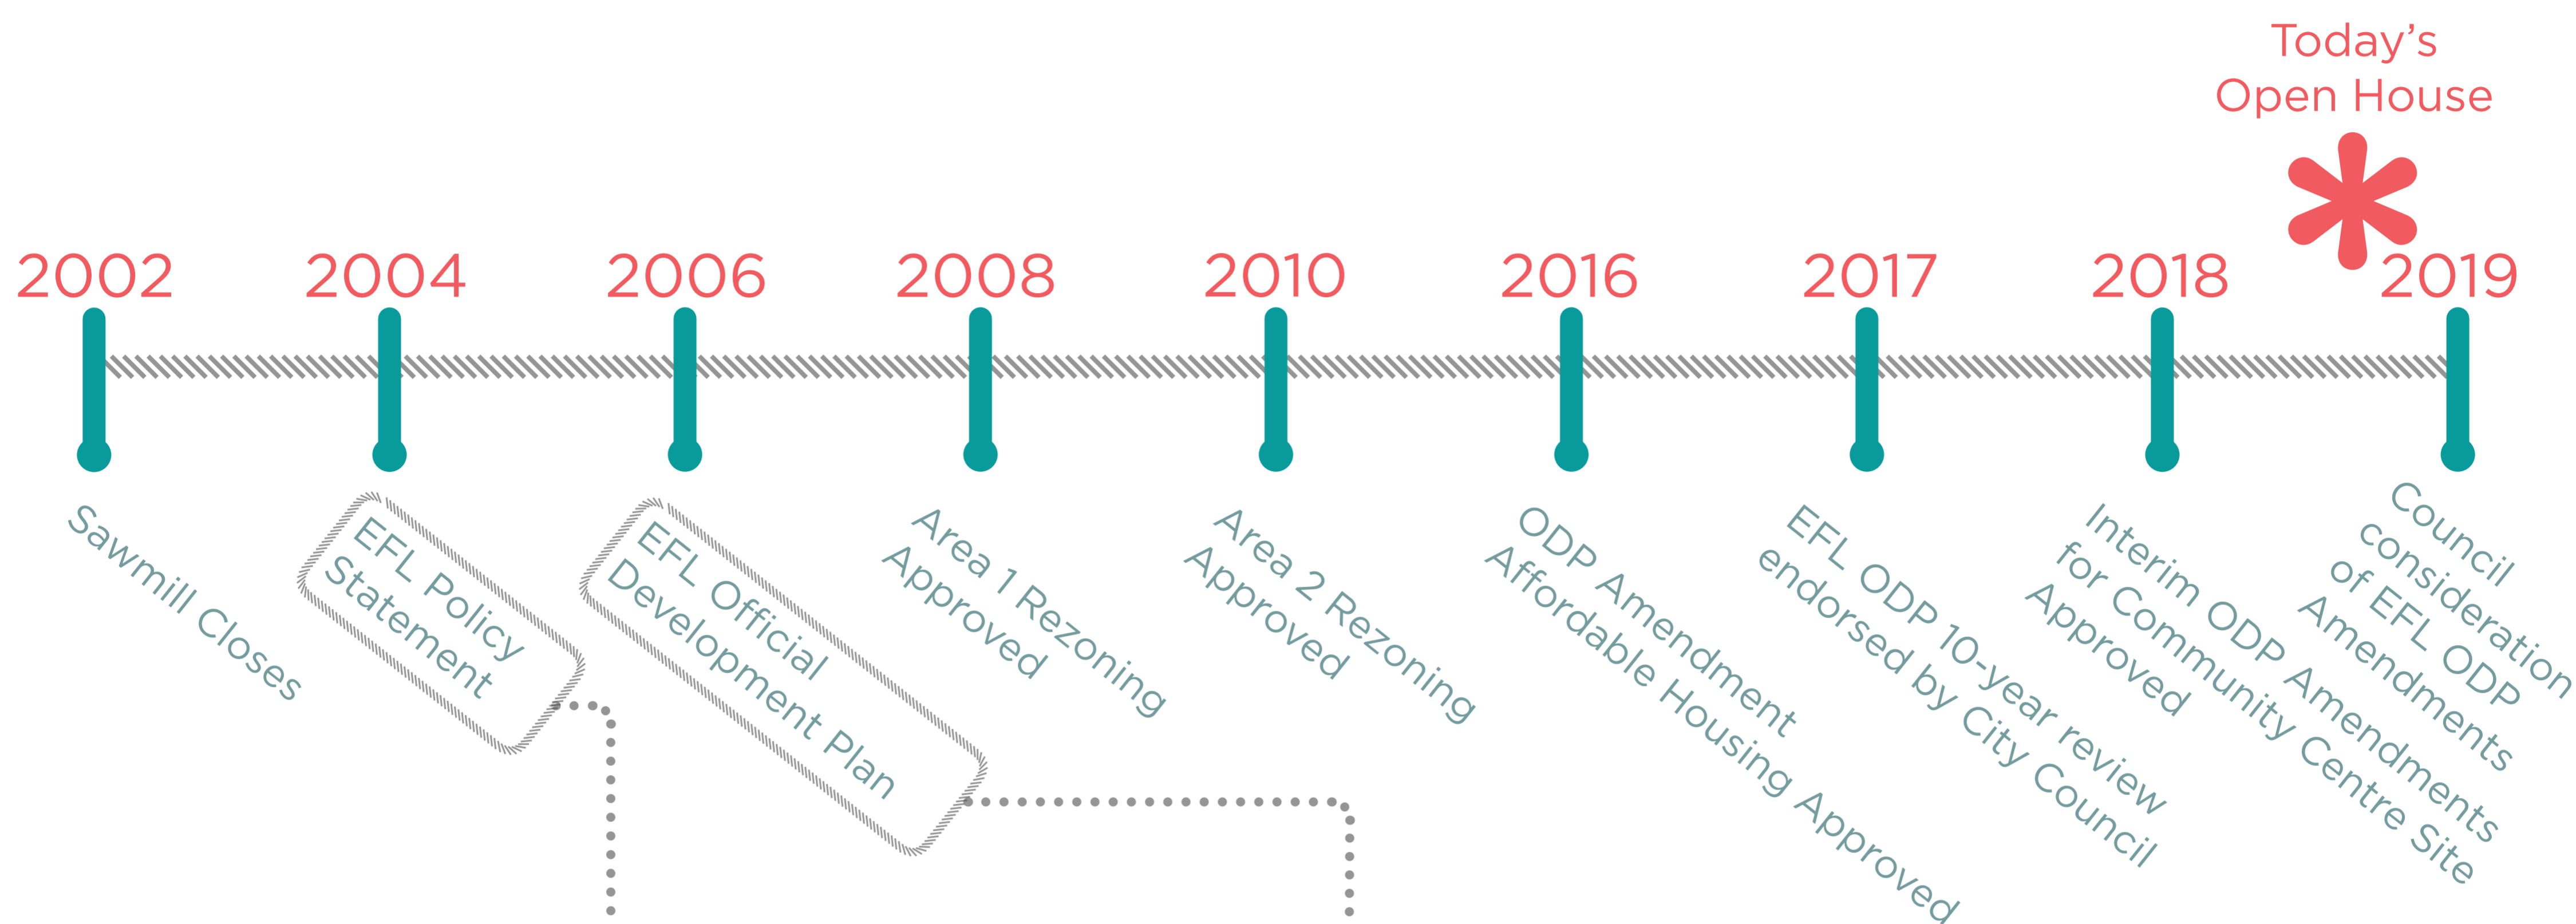 Today’s
Open House
2002
2004
2006
2008
2010
2016
2017
2018
2019
Sawmill Closes
EFL Policy
Statement
EFL Official
Development Plan
Area 1 Rezoning
Approved
Area 2 Rezoning
Approved
ODP Amendment
Affordable Housing Approved
EFL ODP 10-year review
endorsed by City Council
Interim ODP Amendments
for Community Centre Site
Approved
Council
consideration
of EFL ODP
Amendments